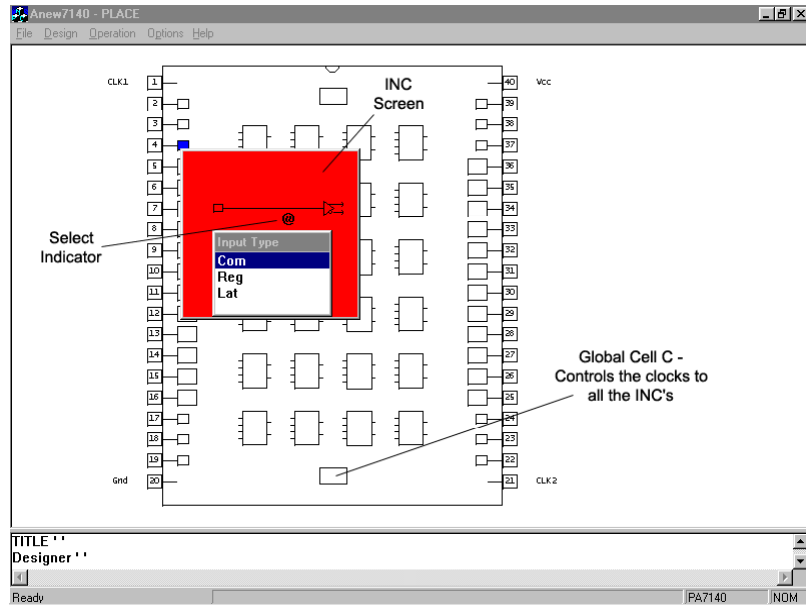 Anew7140 - PLACE
File Design Operation Options Help
CLK1 1 40 Vcc
2 39
3 38
4 37
5 36
6 35
7 34
8 33
9 32
10 31
11 30
12 29
13 28
14 27
15 26
16 25
17 24
18 23
19 22
Gnd 20 21 CLK2
INC
Screen
Select
Indicator
@
Input Type
Com
Reg
Lat
Global Cell C -
Controls the clocks to
all the INC's
TITLE ' '
Designer ' '
Ready PA7140 NOM